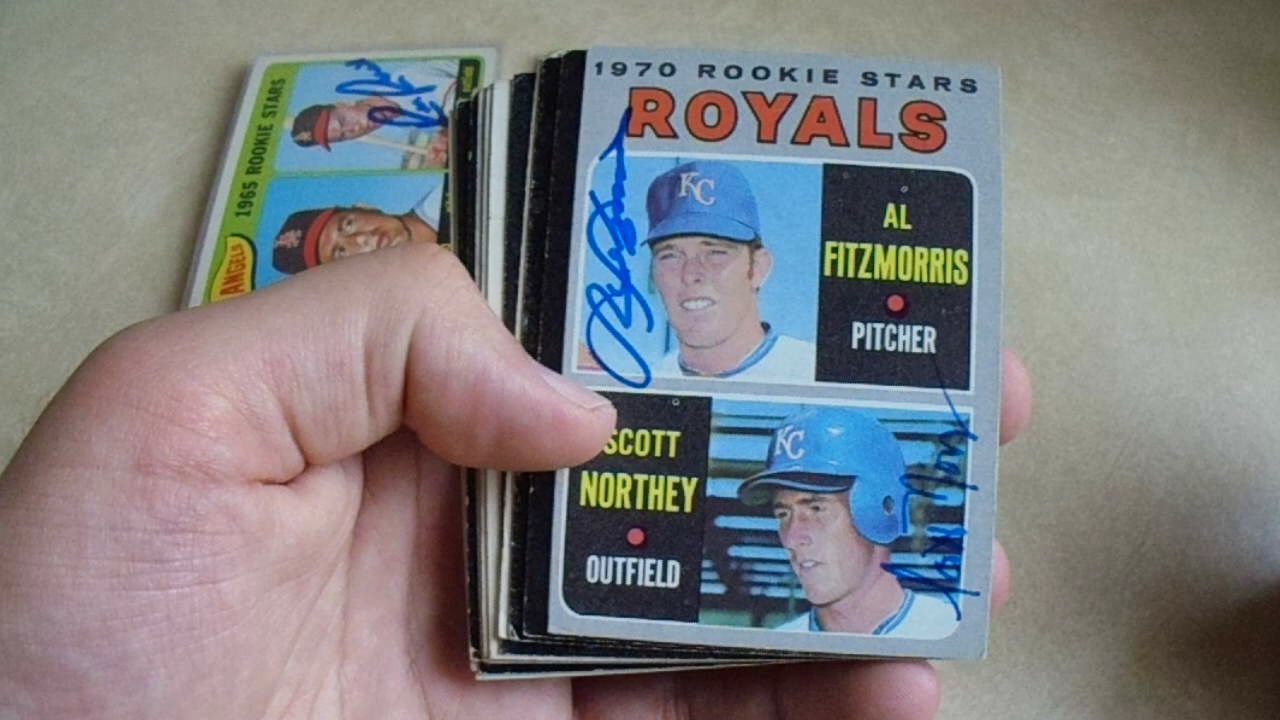 1970 ROOKIE STARS
ROYALS
KC
AL
FITZMORRIS
PITCHER
KC
SCOTT
NORTHEY
OUTFIELD
1965 ROOKIE STARS
ANGELS